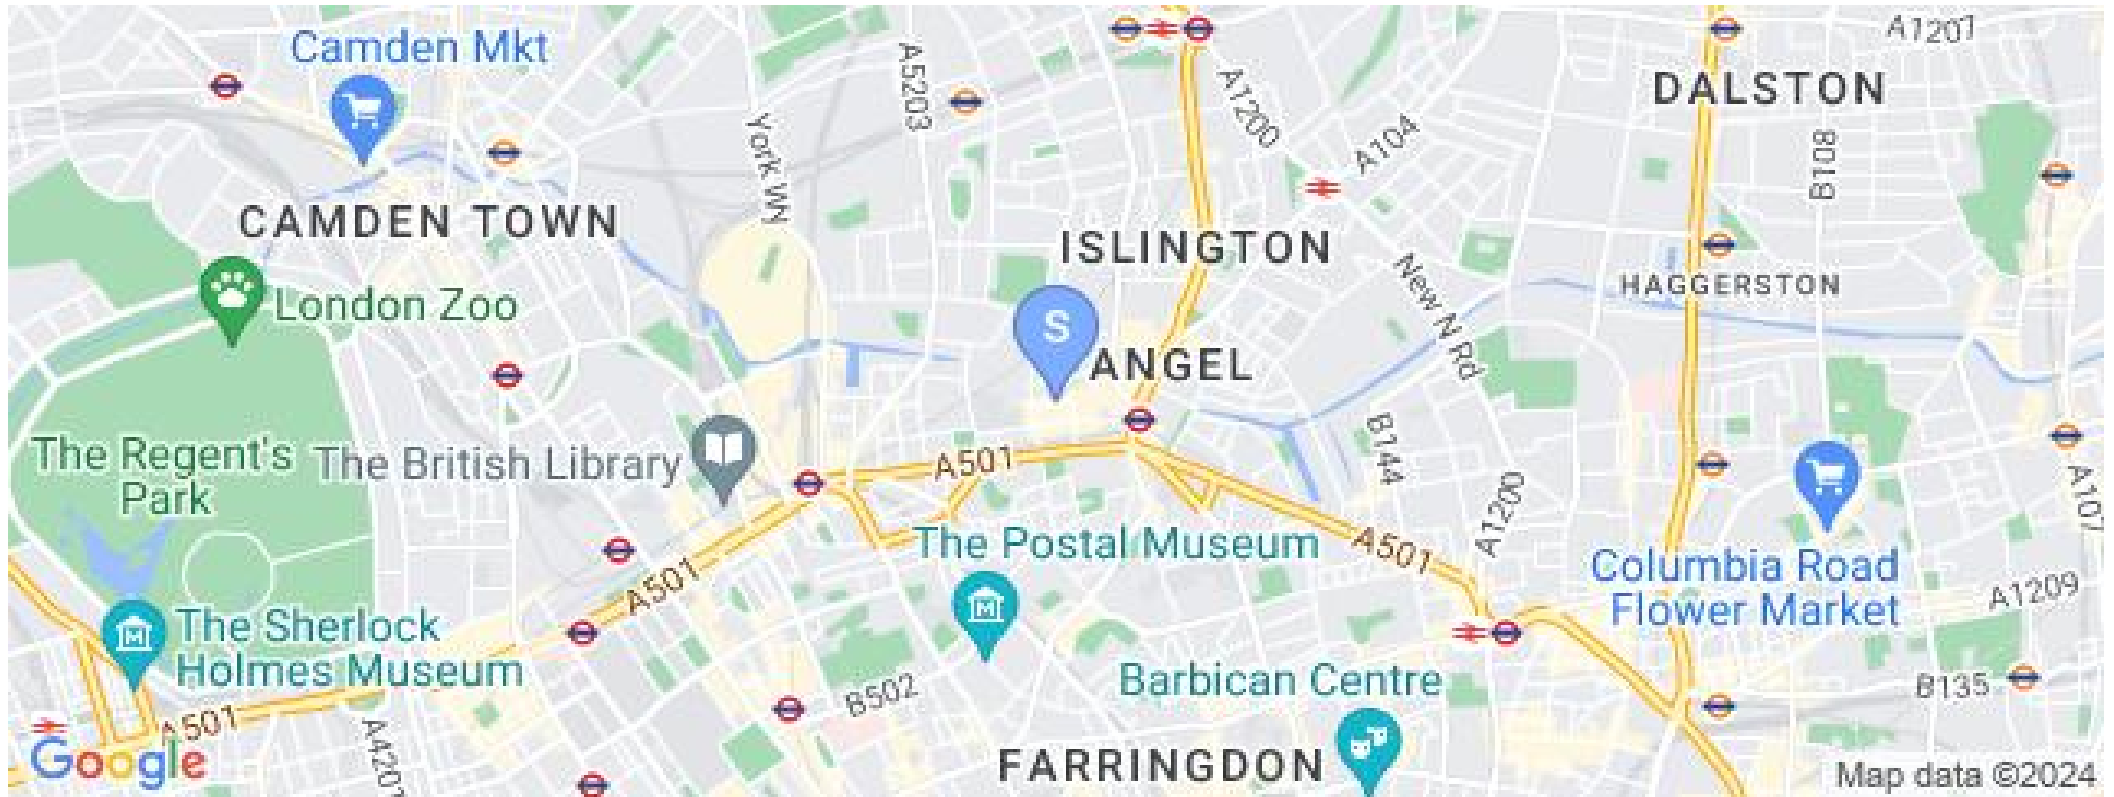 Camden Mkt
A5203
A1200
A104
DALSTON
A1207
B108
York Wy
CAMDEN TOWN
ISLINGTON
London Zoo
S
ANGEL
New N Rd
HAGGERSTON
The Regent's
Park
The British Library
A501
B144
A1200
A107
The Postal Museum
A501
A501
Columbia Road
Flower Market
A1209
The Sherlock
Holmes Museum
Barbican Centre
B502
B135
A501
A4201
FARRINGDON
Google
Map data ©2024